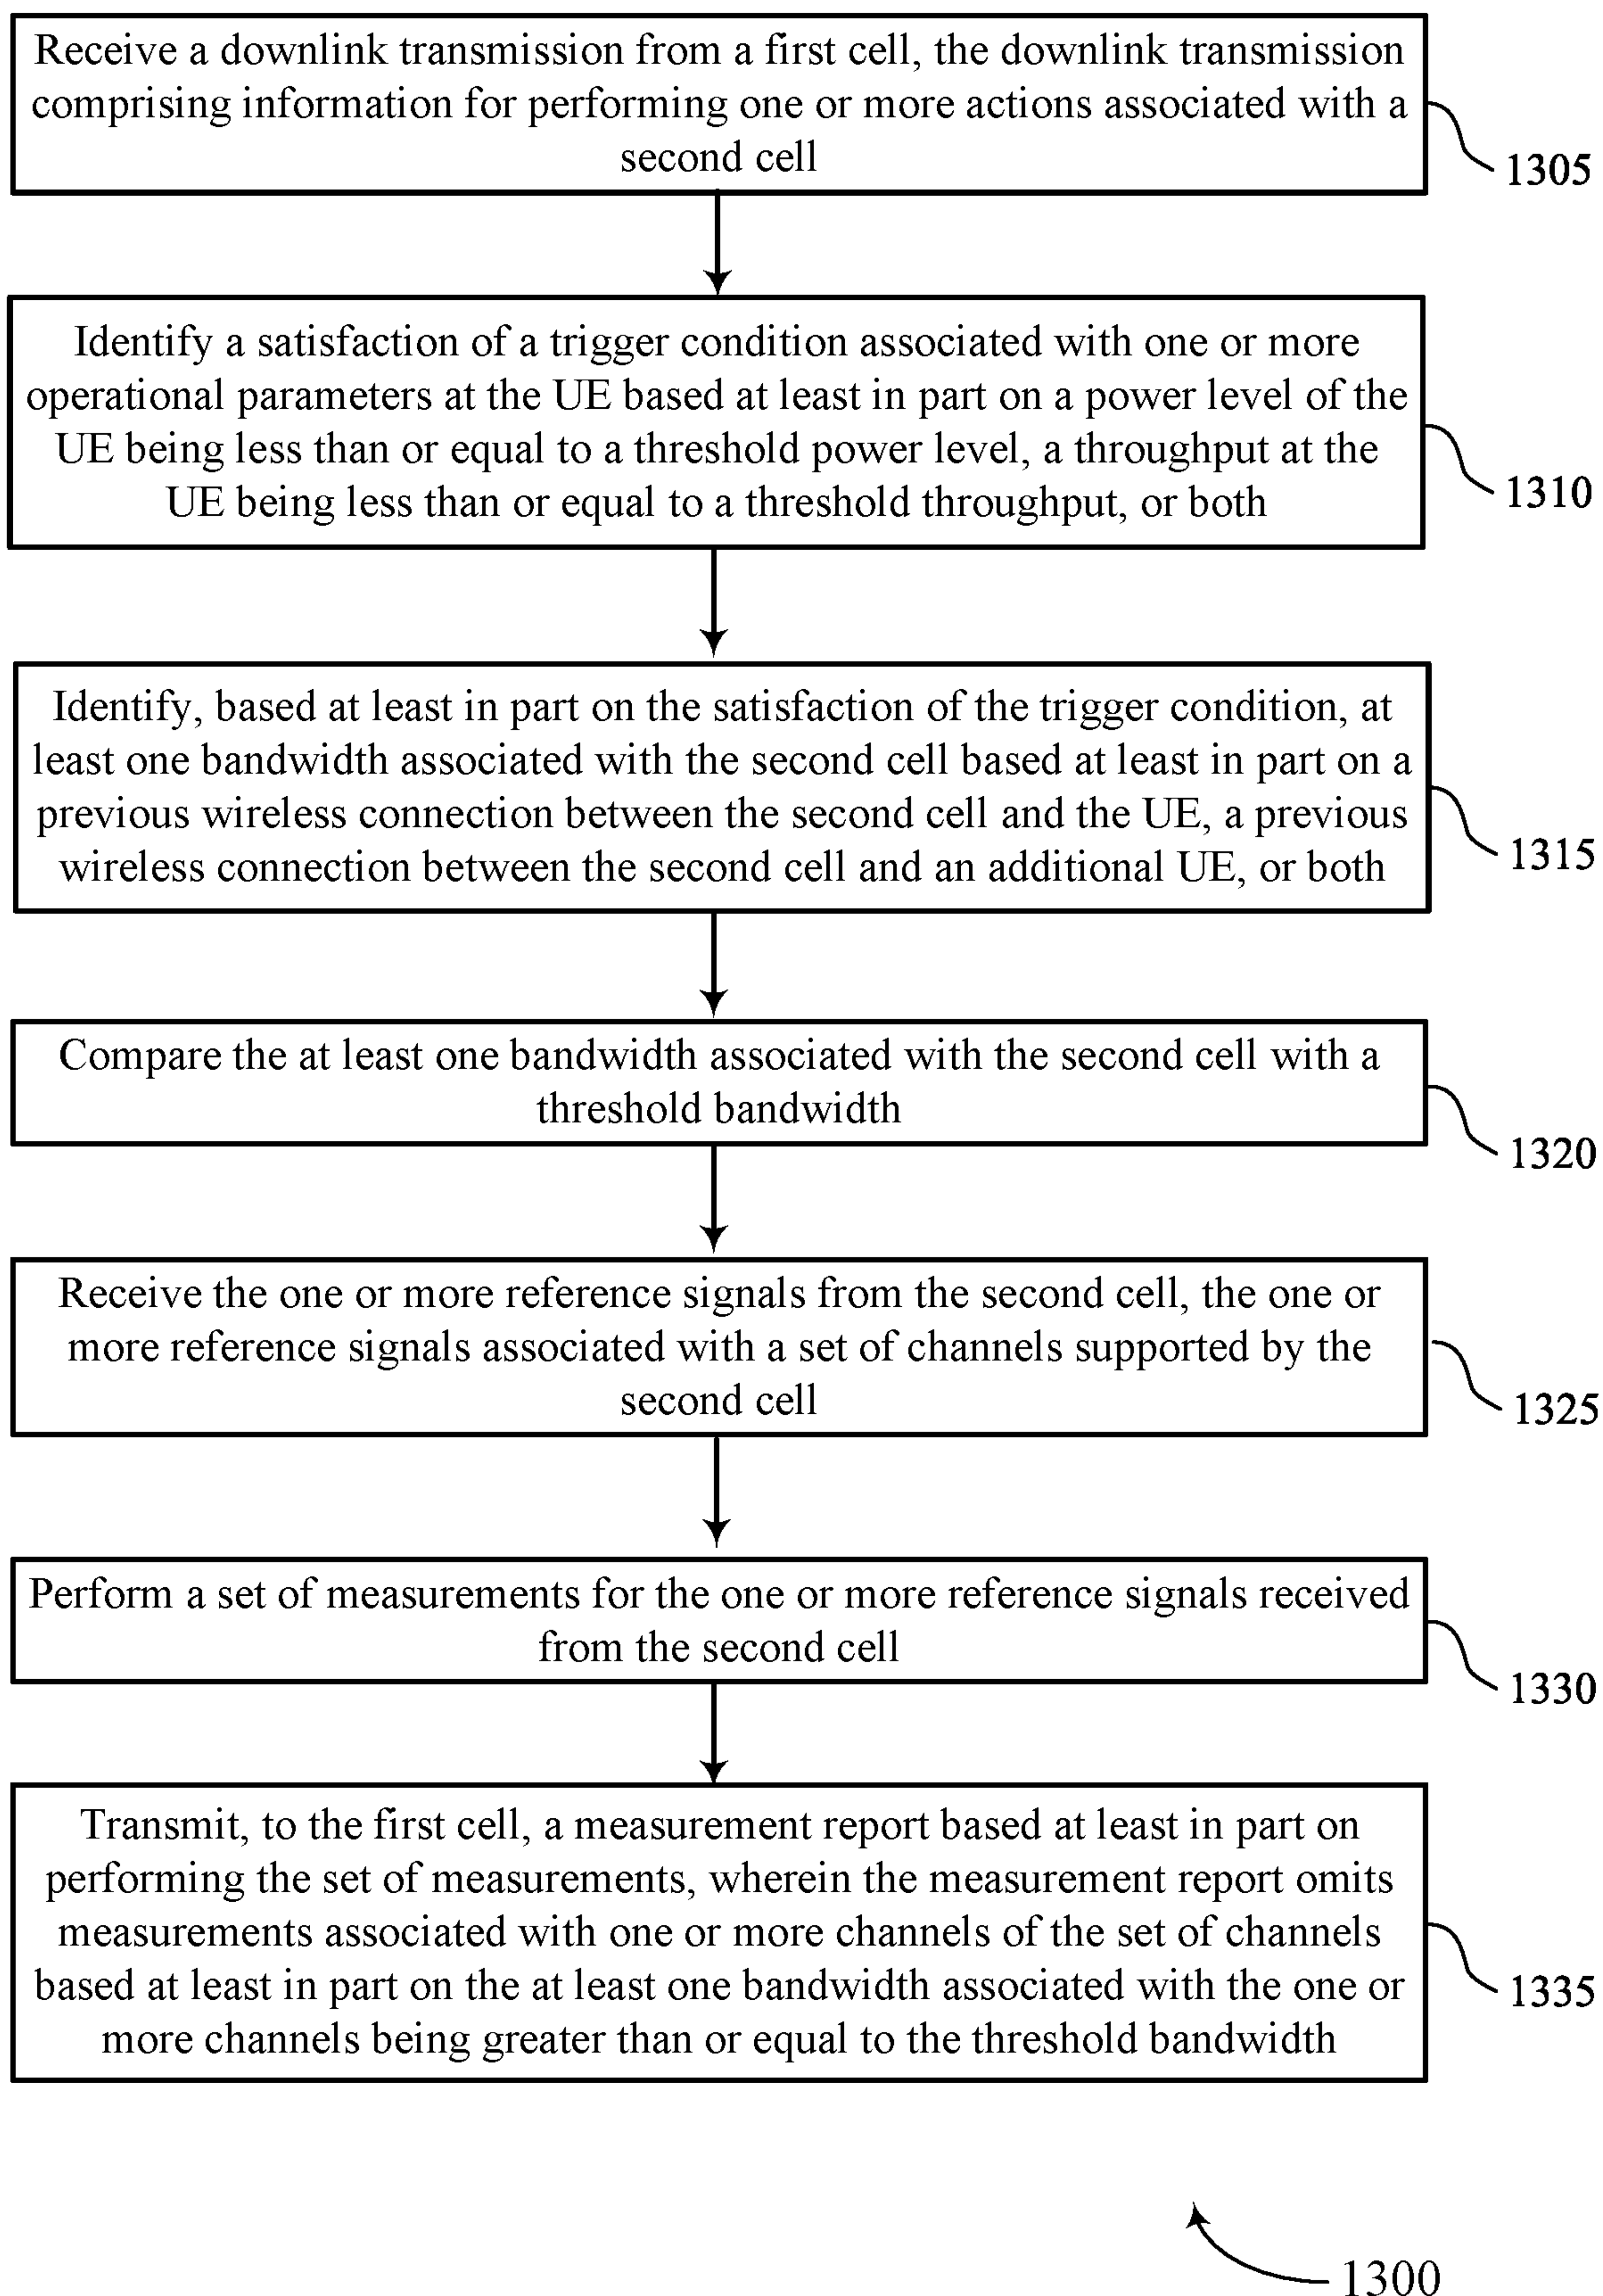 Receive a downlink transmission from a first cell, the downlink transmission
comprising information for performing one or more actions associated with a
second cell
1305
Identify a satisfaction of a trigger condition associated with one or more
operational parameters at the UE based at least in part on a power level of the
UE being less than or equal to a threshold power level, a throughput at the
UE being less than or equal to a threshold throughput, or both
1310
Identify, based at least in part on the satisfaction of the trigger condition, at
least one bandwidth associated with the second cell based at least in part on a
previous wireless connection between the second cell and the UE, a previous
wireless connection between the second cell and an additional UE, or both
1315
Compare the at least one bandwidth associated with the second cell with a
threshold bandwidth
1320
Receive the one or more reference signals from the second cell, the one or
more reference signals associated with a set of channels supported by the
second cell
1325
Perform a set of measurements for the one or more reference signals received
from the second cell
1330
Transmit, to the first cell, a measurement report based at least in part on
performing the set of measurements, wherein the measurement report omits
measurements associated with one or more channels of the set of channels
based at least in part on the at least one bandwidth associated with the one or
more channels being greater than or equal to the threshold bandwidth
1335
1300